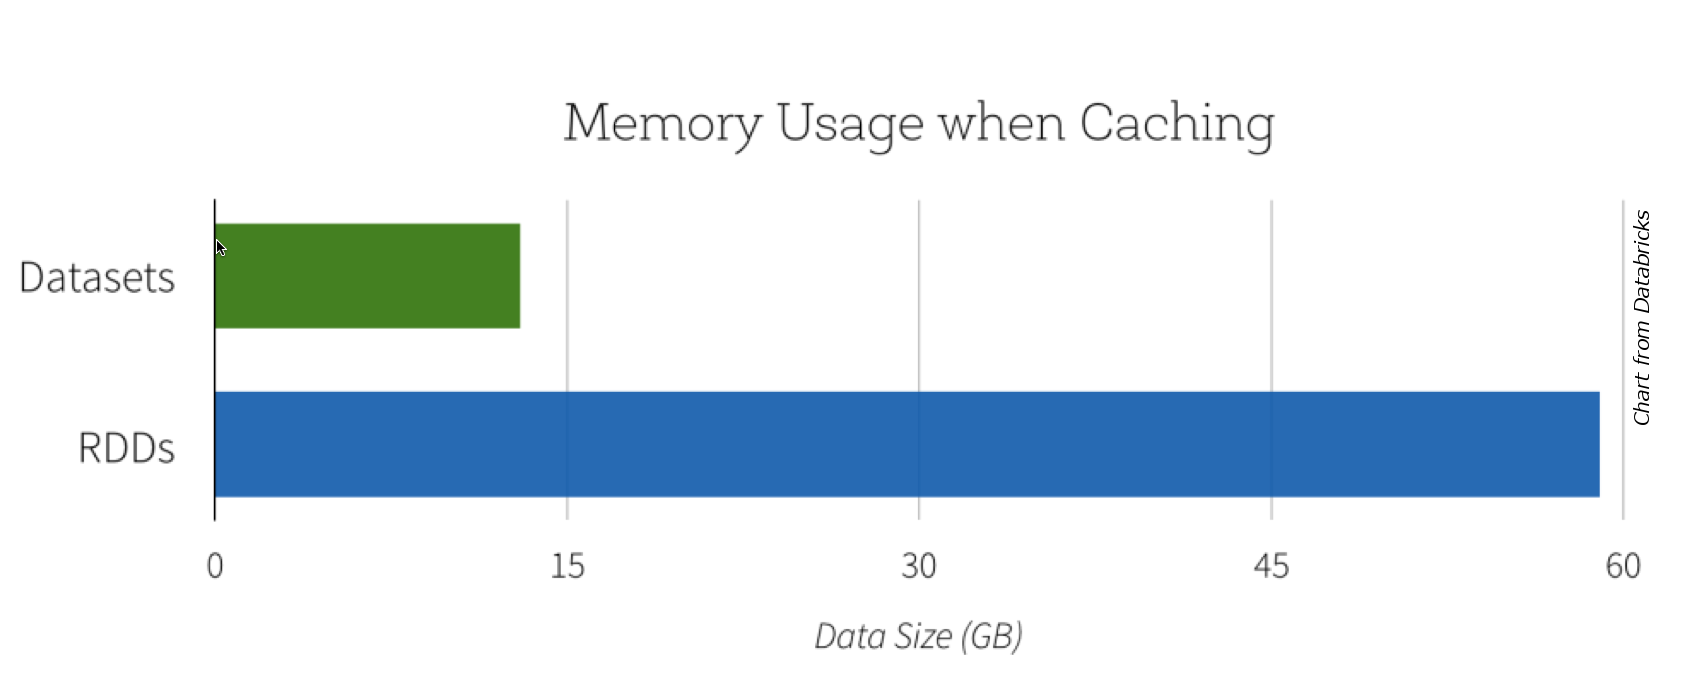 Memory Usage when Caching
Datasets
RDDs
0 15 30 45 60
Data Size (GB)
Chart from Databricks